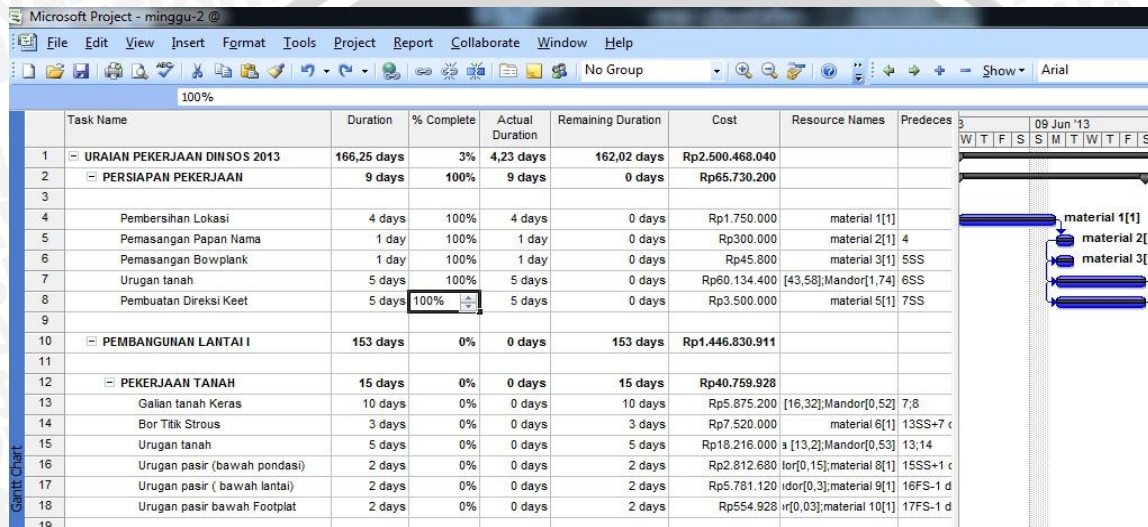 Microsoft Project - minggu-2 @
File Edit View Insert Format Tools Project Report Collaborate Window Help
No Group Show Arial
100%
Task Name Duration % Complete Actual Duration Remaining Duration Cost Resource Names Predeces 3 09 Jun '13
W T F S S M T W T F S
1 URAIAN PEKERJAAN DINSOS 2013 166,25 days 3% 4,23 days 162,02 days Rp2.500.468.040
2 PERSIAPAN PEKERJAAN 9 days 100% 9 days 0 days Rp65.730.200
3
4 Pembersihan Lokasi 4 days 100% 4 days 0 days Rp1.750.000 material 1[1] material 1[1]
5 Pemasangan Papan Nama 1 day 100% 1 day 0 days Rp300.000 material 2[1] 4 material 2[
6 Pemasangan Bowplank 1 day 100% 1 day 0 days Rp45.800 material 3[1] 5SS material 3[
7 Urugan tanah 5 days 100% 5 days 0 days Rp60.134.400 [43,58];Mandor[1,74] 6SS
8 Pembuatan Direksi Keet 5 days 100% 5 days 0 days Rp3.500.000 material 5[1] 7SS
9
10 PEMBANGUNAN LANTAI I 153 days 0% 0 days 153 days Rp1.446.830.911
11
12 PEKERJAAN TANAH 15 days 0% 0 days 15 days Rp40.759.928
13 Galian tanah Keras 10 days 0% 0 days 10 days Rp5.875.200 [16,32];Mandor[0,52] 7;8
14 Bor Titik Strous 3 days 0% 0 days 3 days Rp7.520.000 material 6[1] 13SS+7
15 Urugan tanah 5 days 0% 0 days 5 days Rp18.216.000 [13,2];Mandor[0,53] 13;14
16 Urugan pasir (bawah pondasi) 2 days 0% 0 days 2 days Rp2.812.680 dor[0,15];material 8[1] 15SS+1
17 Urugan pasir ( bawah lantai) 2 days 0% 0 days 2 days Rp5.781.120 dor[0,3];material 9[1] 16FS-1 d
18 Urugan pasir bawah Footplat 2 days 0% 0 days 2 days Rp554.928 r[0,03];material 10[1] 17FS-1 d
19
Gantt Chart